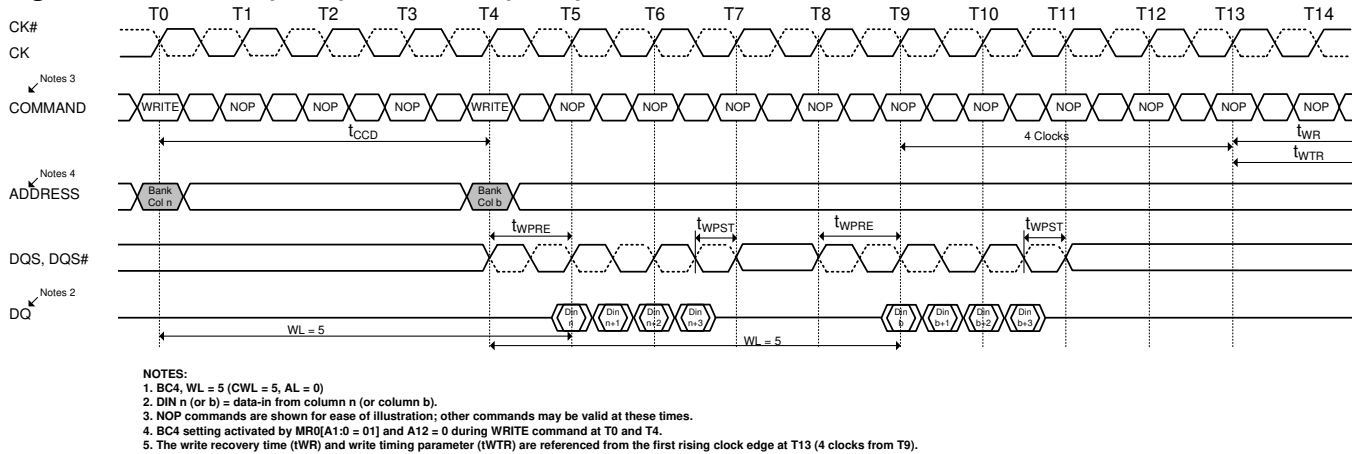 T0 T1 T2 T3 T4 T5 T6 T7 T8 T9 T10 T11 T12 T13 T14
CK#
CK
Notes 3
COMMAND WRITE NOP NOP NOP WRITE NOP NOP NOP NOP NOP NOP NOP NOP NOP NOP
tCCD 4 Clocks tWR
tWTR
Notes 4
ADDRESS Bank Col n Bank Col b
tWPRE tWPST tWPRE tWPST
DQS, DQS#
Notes 2
DQ Din n Din n+1 Din n+2 Din n+3 Din b Din b+1 Din b+2 Din b+3
WL = 5
WL = 5
NOTES:
1. BC4, WL = 5 (CWL = 5, AL = 0)
2. DIN n (or b) = data-in from column n (or column b).
3. NOP commands are shown for ease of illustration; other commands may be valid at these times.
4. BC4 setting activated by MR0[A1:0 = 01] and A12 = 0 during WRITE command at T0 and T4.
5. The write recovery time (tWR) and write timing parameter (tWTR) are referenced from the first rising clock edge at T13 (4 clocks from T9).